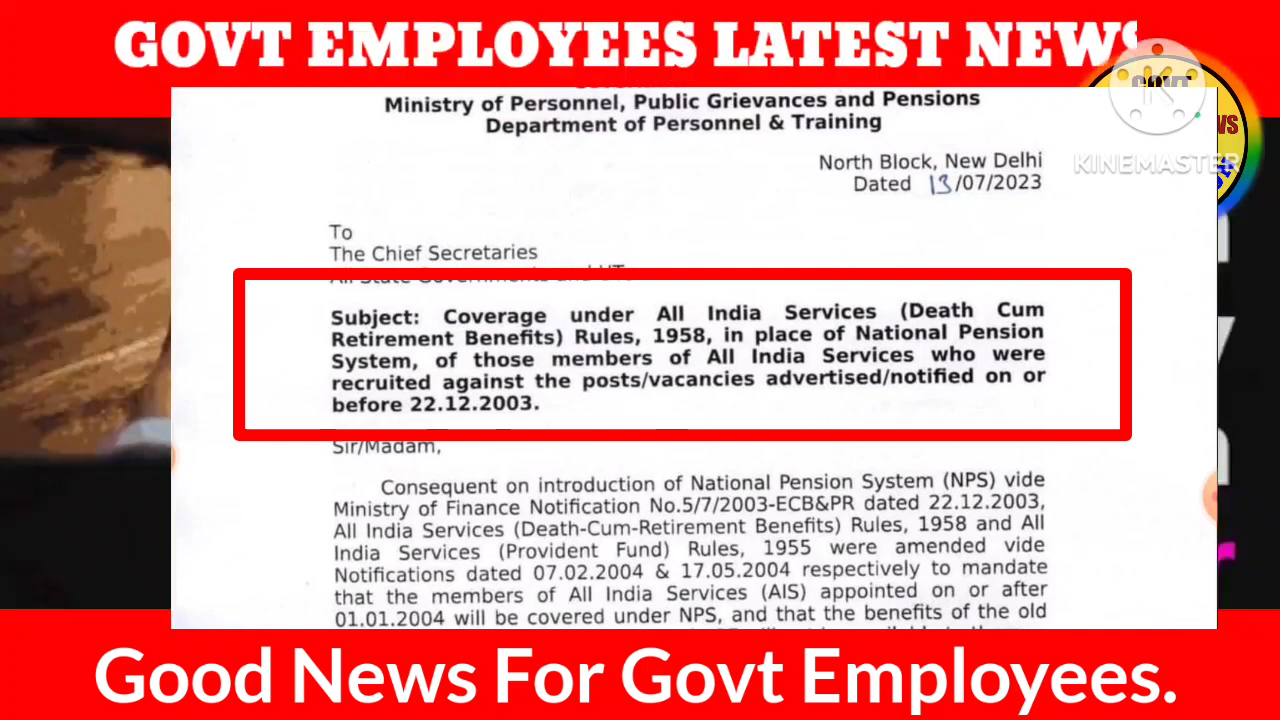 GOVT EMPLOYEES LATEST NEWS
GOVT
KINEMASTER
Ministry of Personnel, Public Grievances and Pensions
Department of Personnel & Training
North Block, New Delhi
Dated 13/07/2023
To
The Chief Secretaries
All State Governments and UT
Subject: Coverage under All India Services (Death Cum
Retirement Benefits) Rules, 1958, in place of National Pension
System, of those members of All India Services who were
recruited against the posts/vacancies advertised/notified on or
before 22.12.2003.
Sir/Madam,
Consequent on introduction of National Pension System (NPS) vide
Ministry of Finance Notification No.5/7/2003-ECB&PR dated 22.12.2003,
All India Services (Death-Cum-Retirement Benefits) Rules, 1958 and All
India Services (Provident Fund) Rules, 1955 were amended vide
Notifications dated 07.02.2004 & 17.05.2004 respectively to mandate
that the members of All India Services (AIS) appointed on or after
01.01.2004 will be covered under NPS, and that the benefits of the old
Good News For Govt Employees.